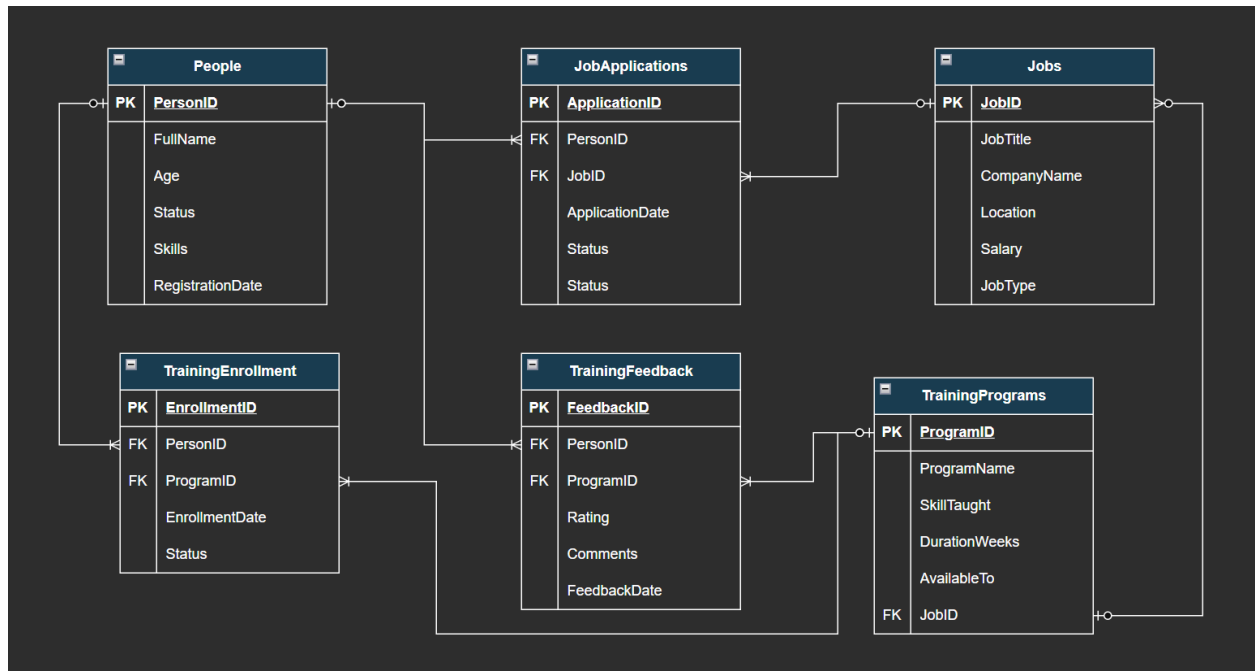 People
PK PersonID
FullName
Age
Status
Skills
RegistrationDate
JobApplications
PK ApplicationID
FK PersonID
FK JobID
ApplicationDate
Status
Status
Jobs
PK JobID
JobTitle
CompanyName
Location
Salary
JobType
TrainingEnrollment
PK EnrollmentID
FK PersonID
FK ProgramID
EnrollmentDate
Status
TrainingFeedback
PK FeedbackID
FK PersonID
FK ProgramID
Rating
Comments
FeedbackDate
TrainingPrograms
PK ProgramID
ProgramName
SkillTaught
DurationWeeks
AvailableTo
FK JobID